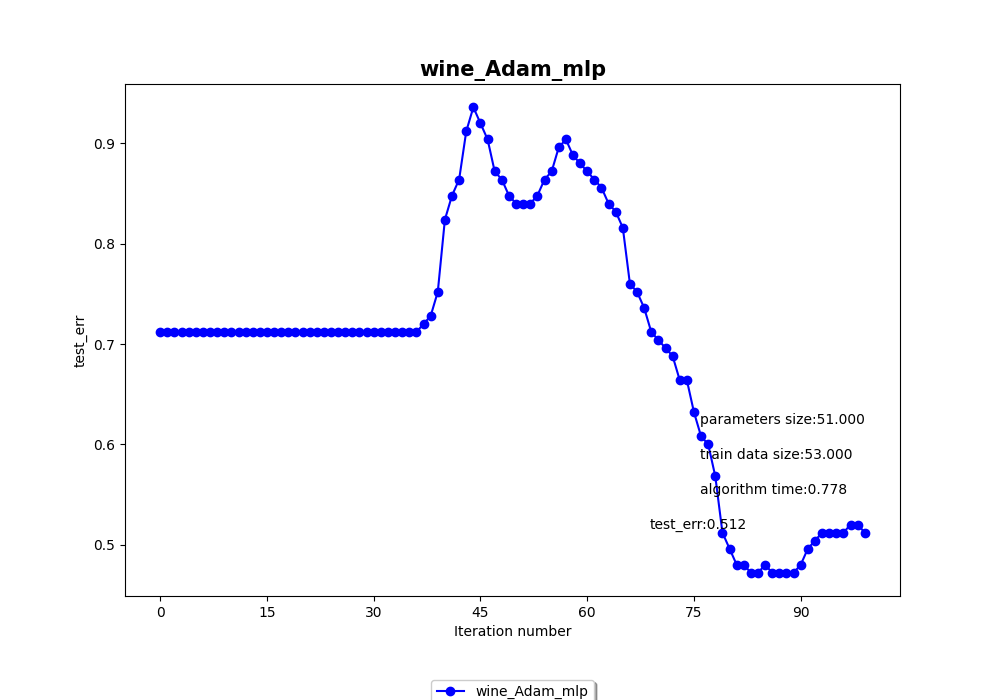 wine_Adam_mlp
0.9
0.8
0.7
0.6
0.5
test_err
parameters size:51.000
train data size:53.000
algorithm time:0.778
test_err:0.512
0 15 30 45 60 75 90
Iteration number
wine_Adam_mlp